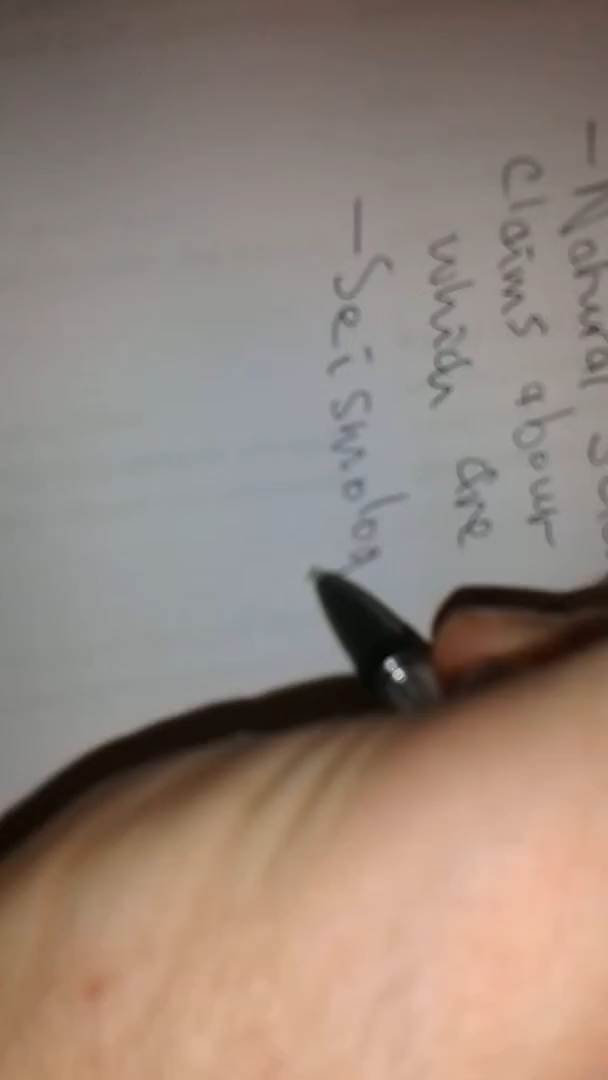 - Natural
claims about
which are
- Seismolog